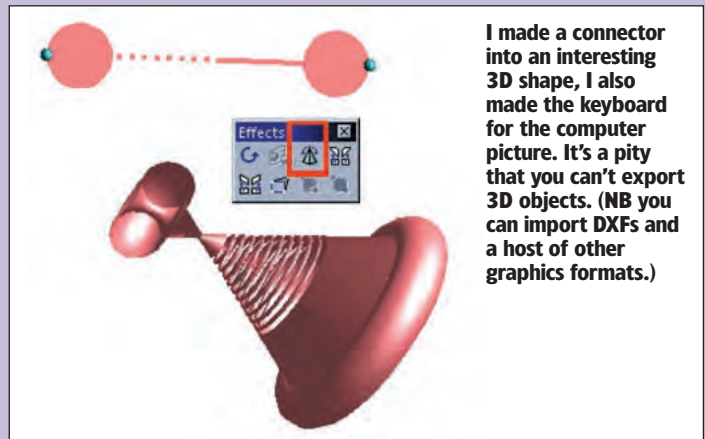 I made a connector
into an interesting
3D shape, I also
made the keyboard
for the computer
picture. It's a pity
that you can't export
3D objects. (NB you
can import DXFs and
a host of other
graphics formats.)
Effects